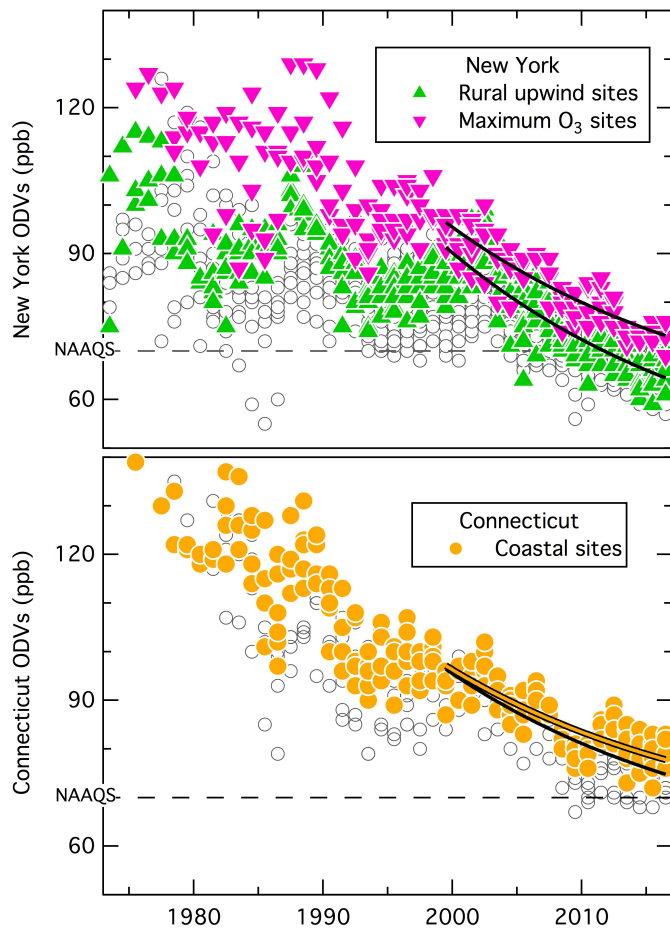 120
90
60
New York ODVs (ppb)
NAAQS
New York
Rural upwind sites
Maximum O₃ sites
120
90
60
Connecticut ODVs (ppb)
NAAQS
Connecticut
Coastal sites
1980
1990
2000
2010